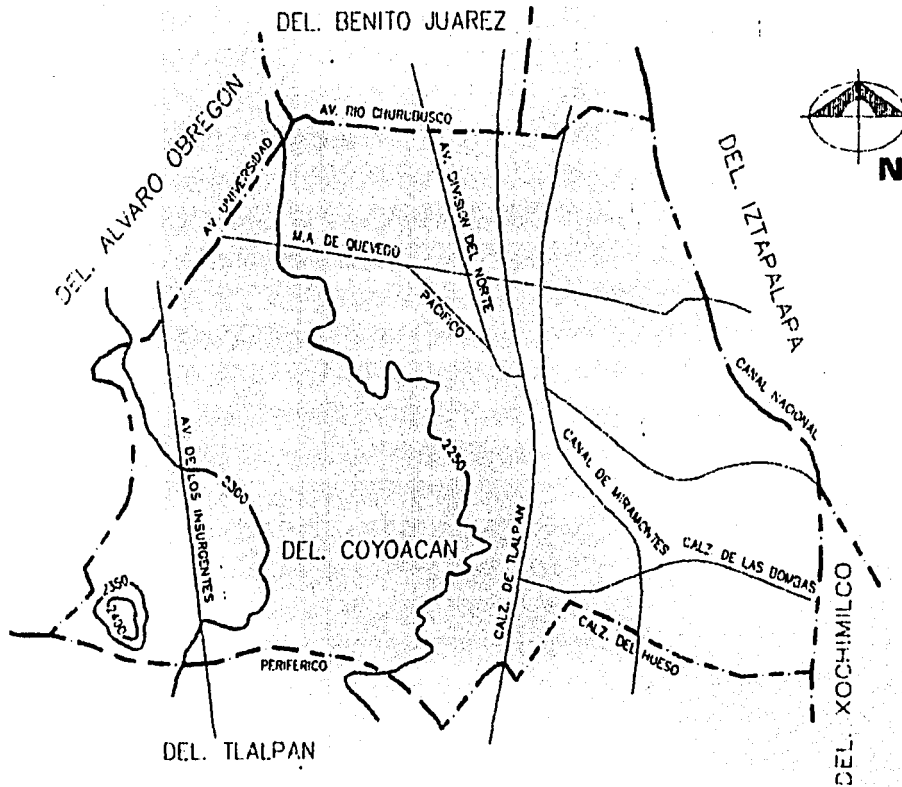 DEL. BENITO JUAREZ
DEL. ALVARO OBREGON
AV. RIO CHURUBUSCO
AV. UNIVERSIDAD
AV. DIVISION DEL NORTE
DEL. IZTAPALAPA
N
M.A. DE QUEVEDO
PACIFICO
CANAL NACIONAL
AV. DE LOS INSURGENTES
2300
2250
CANAL DE MIRAMONTES
DEL. COYOACAN
CALZ. DE TLALPAN
CALZ. DE LAS BOMBAS
2350
2400
CALZ. DEL HUESO
PERIFERICO
DEL. XOCHIMILCO
DEL. TLALPAN